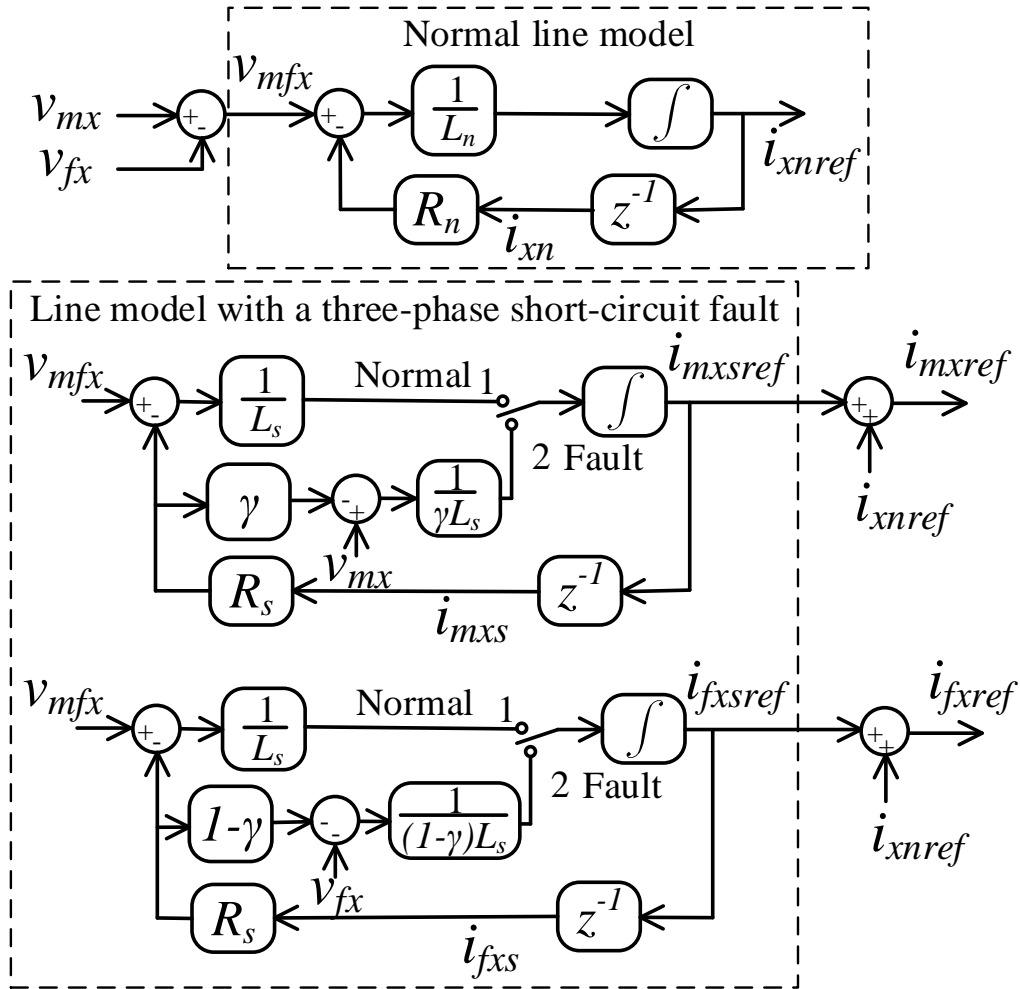 Normal line model
v_mx
+
-
v_fx
v_mfx
+
-
1
L_n
∫
i_xnref
R_n
i_xn
z^-1
Line model with a three-phase short-circuit fault
v_mfx
+
-
1
L_s
Normal 1
∫
i_mxsref
+
+
i_mxref
i_xnref
2 Fault
γ
-
+
1
γL_s
v_mx
R_s
i_mxs
z^-1
v_mfx
+
-
1
L_s
Normal 1
∫
i_fxsref
+
+
i_fxref
i_xnref
2 Fault
1-γ
-
-
1
(1-γ)L_s
v_fx
R_s
i_fxs
z^-1